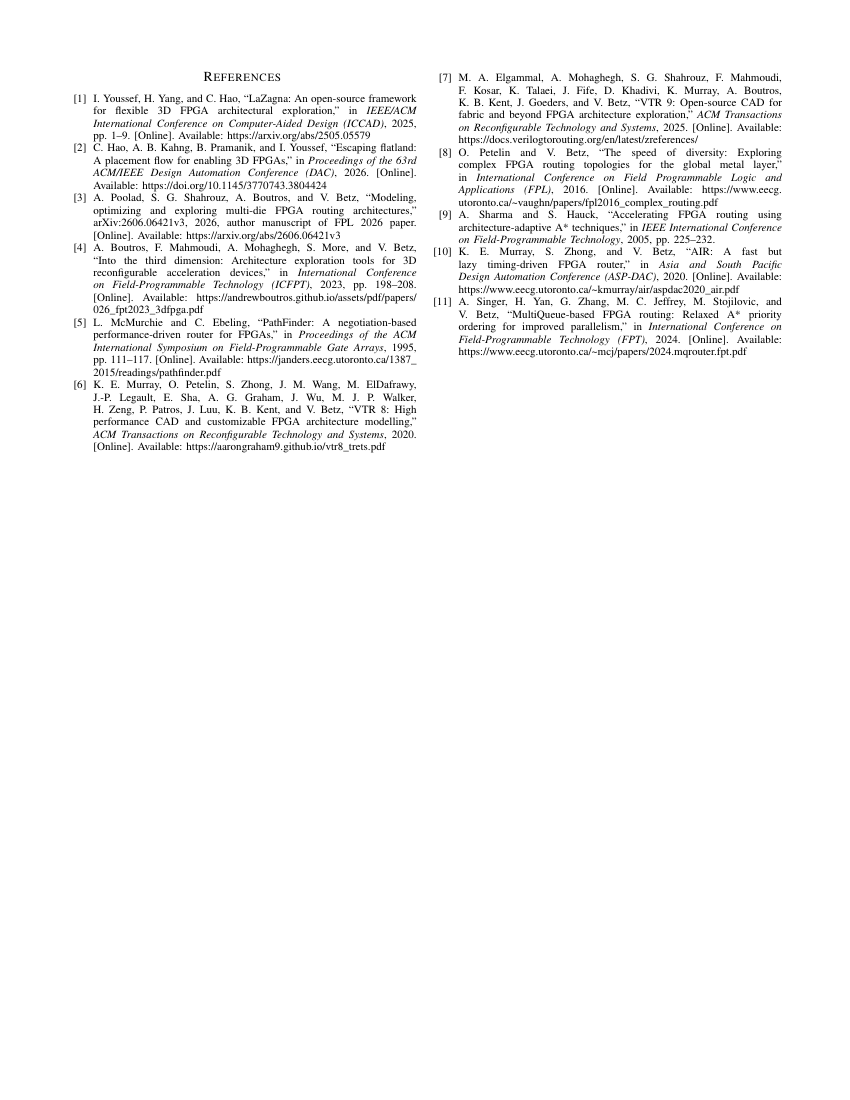 REFERENCES
[1] I. Youssef, H. Yang, and C. Hao, “LaZagna: An open-source framework
for flexible 3D FPGA architectural exploration,” in IEEE/ACM
International Conference on Computer-Aided Design (ICCAD), 2025,
pp. 1–9. [Online]. Available: https://arxiv.org/abs/2505.05579
[2] C. Hao, A. B. Kahng, B. Pramanik, and I. Youssef, “Escaping flatland:
A placement flow for enabling 3D FPGAs,” in Proceedings of the 63rd
ACM/IEEE Design Automation Conference (DAC), 2026. [Online].
Available: https://doi.org/10.1145/3770743.3804424
[3] A. Poolad, S. G. Shahrouz, A. Boutros, and V. Betz, “Modeling,
optimizing and exploring multi-die FPGA routing architectures,”
arXiv:2606.06421v3, 2026, author manuscript of FPL 2026 paper.
[Online]. Available: https://arxiv.org/abs/2606.06421v3
[4] A. Boutros, F. Mahmoudi, A. Mohaghegh, S. More, and V. Betz,
“Into the third dimension: Architecture exploration tools for 3D
reconfigurable acceleration devices,” in International Conference
on Field-Programmable Technology (ICFPT), 2023, pp. 198–208.
[Online]. Available: https://andrewboutros.github.io/assets/pdf/papers/
026_fpt2023_3dfpga.pdf
[5] L. McMurchie and C. Ebeling, “PathFinder: A negotiation-based
performance-driven router for FPGAs,” in Proceedings of the ACM
International Symposium on Field-Programmable Gate Arrays, 1995,
pp. 111–117. [Online]. Available: https://janders.eecg.utoronto.ca/1387_
2015/readings/pathfinder.pdf
[6] K. E. Murray, O. Petelin, S. Zhong, J. M. Wang, M. ElDafrawy,
J.-P. Legault, E. Sha, A. G. Graham, J. Wu, M. J. P. Walker,
H. Zeng, P. Patros, J. Luu, K. B. Kent, and V. Betz, “VTR 8: High
performance CAD and customizable FPGA architecture modelling,”
ACM Transactions on Reconfigurable Technology and Systems, 2020.
[Online]. Available: https://aarongraham9.github.io/vtr8_trets.pdf
[7] M. A. Elgammal, A. Mohaghegh, S. G. Shahrouz, F. Mahmoudi,
F. Kosar, K. Talaei, J. Fife, D. Khadivi, K. Murray, A. Boutros,
K. B. Kent, J. Goeders, and V. Betz, “VTR 9: Open-source CAD for
fabric and beyond FPGA architecture exploration,” ACM Transactions
on Reconfigurable Technology and Systems, 2025. [Online]. Available:
https://docs.verilogtorouting.org/en/latest/zreferences/
[8] O. Petelin and V. Betz, “The speed of diversity: Exploring
complex FPGA routing topologies for the global metal layer,”
in International Conference on Field Programmable Logic and
Applications (FPL), 2016. [Online]. Available: https://www.eecg.
utoronto.ca/~vaughn/papers/fpl2016_complex_routing.pdf
[9] A. Sharma and S. Hauck, “Accelerating FPGA routing using
architecture-adaptive A* techniques,” in IEEE International Conference
on Field-Programmable Technology, 2005, pp. 225–232.
[10] K. E. Murray, S. Zhong, and V. Betz, “AIR: A fast but
lazy timing-driven FPGA router,” in Asia and South Pacific
Design Automation Conference (ASP-DAC), 2020. [Online]. Available:
https://www.eecg.utoronto.ca/~kmurray/air/aspdac2020_air.pdf
[11] A. Singer, H. Yan, G. Zhang, M. C. Jeffrey, M. Stojilovic, and
V. Betz, “MultiQueue-based FPGA routing: Relaxed A* priority
ordering for improved parallelism,” in International Conference on
Field-Programmable Technology (FPT), 2024. [Online]. Available:
https://www.eecg.utoronto.ca/~mcj/papers/2024.mqrouter.fpt.pdf